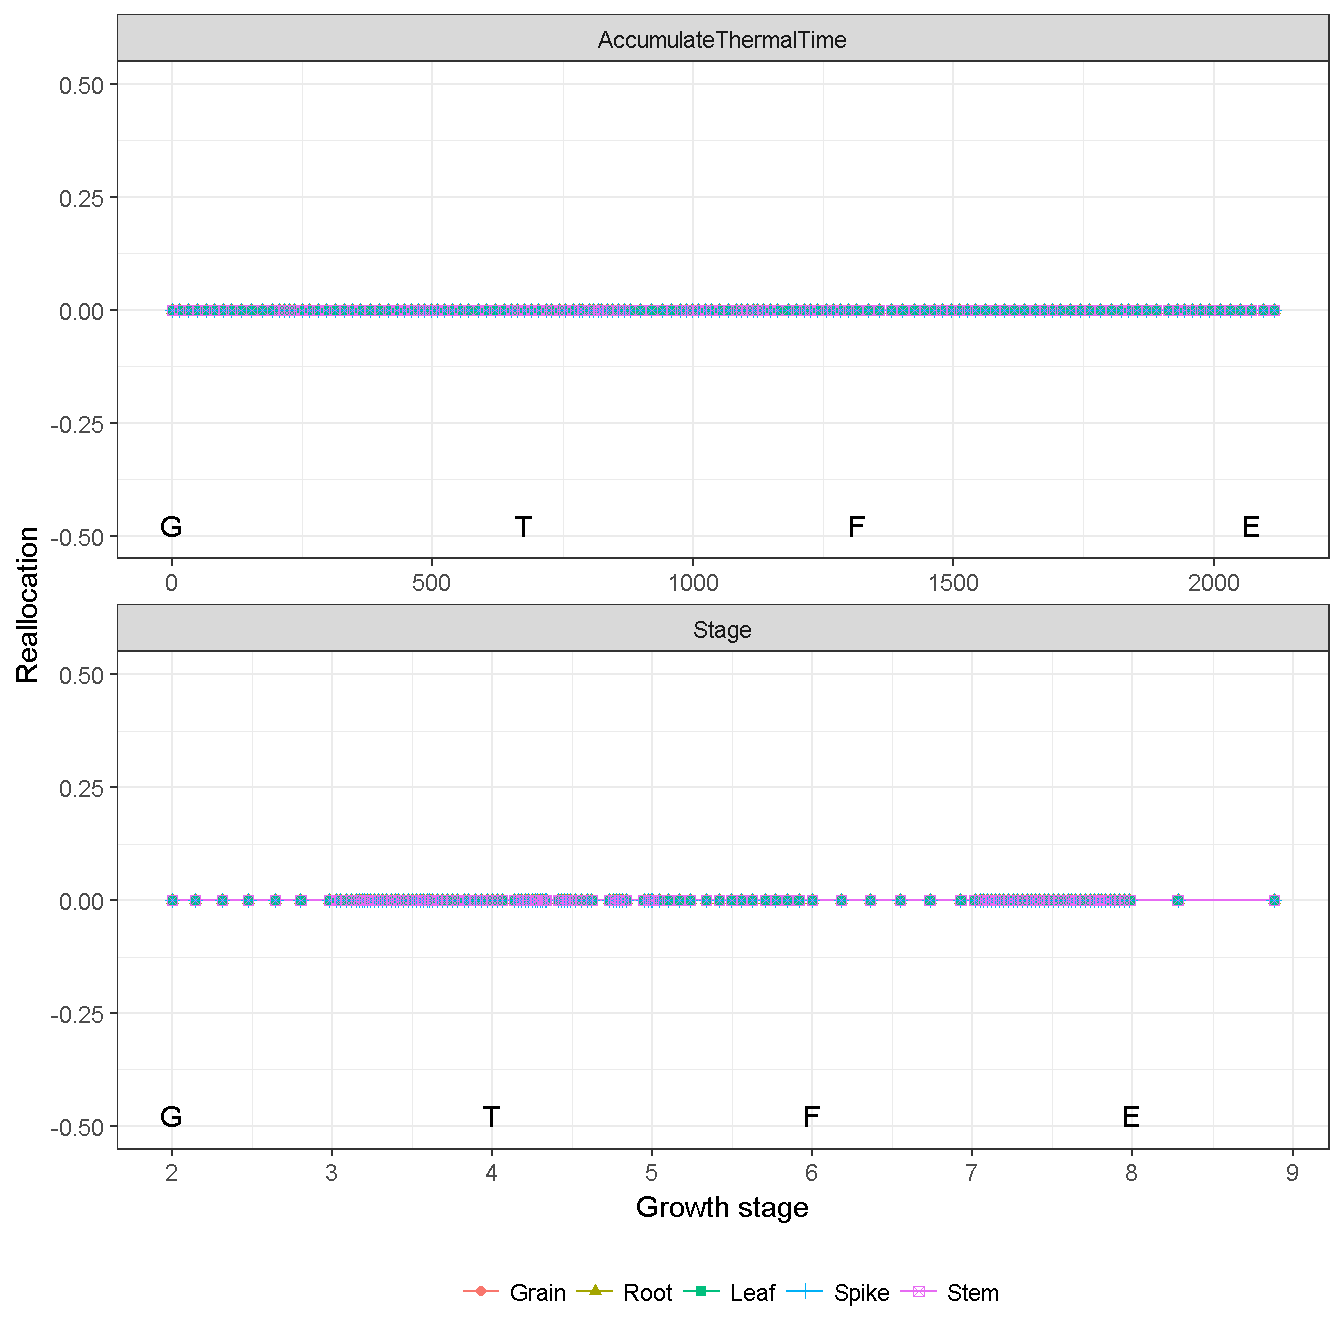 AccumulateThermalTime
0.50
0.25
0.00
-0.25
-0.50
G T F E
0 500 1000 1500 2000
Reallocation
Stage
0.50
0.25
0.00
-0.25
-0.50
G T F E
2 3 4 5 6 7 8 9
Growth stage
Grain Root Leaf Spike Stem